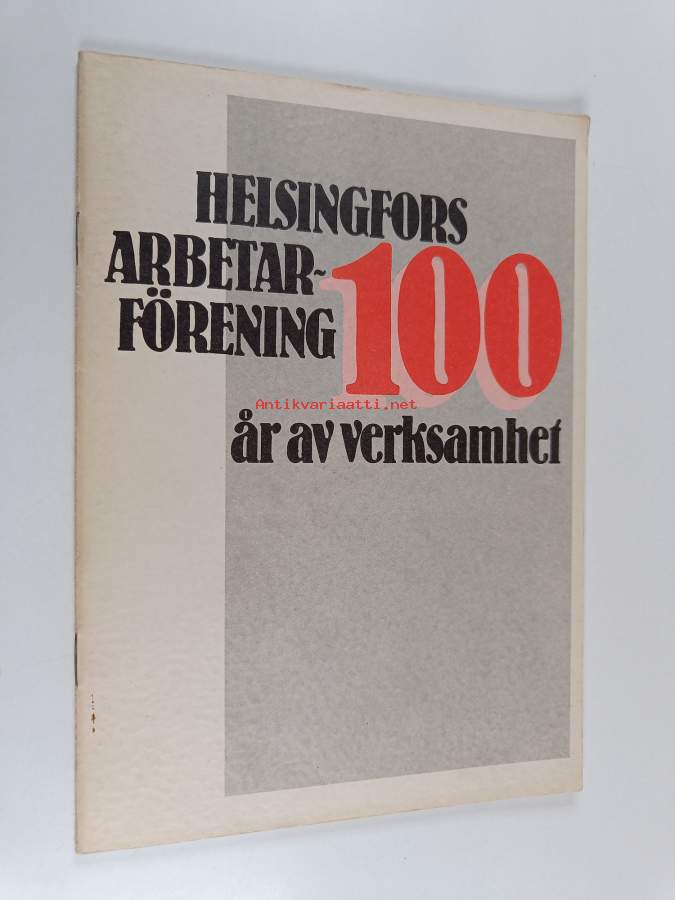 HELSINGFORS
ARBETAR-
FÖRENING
100
Antikvariaatti.net
år av verksamhet